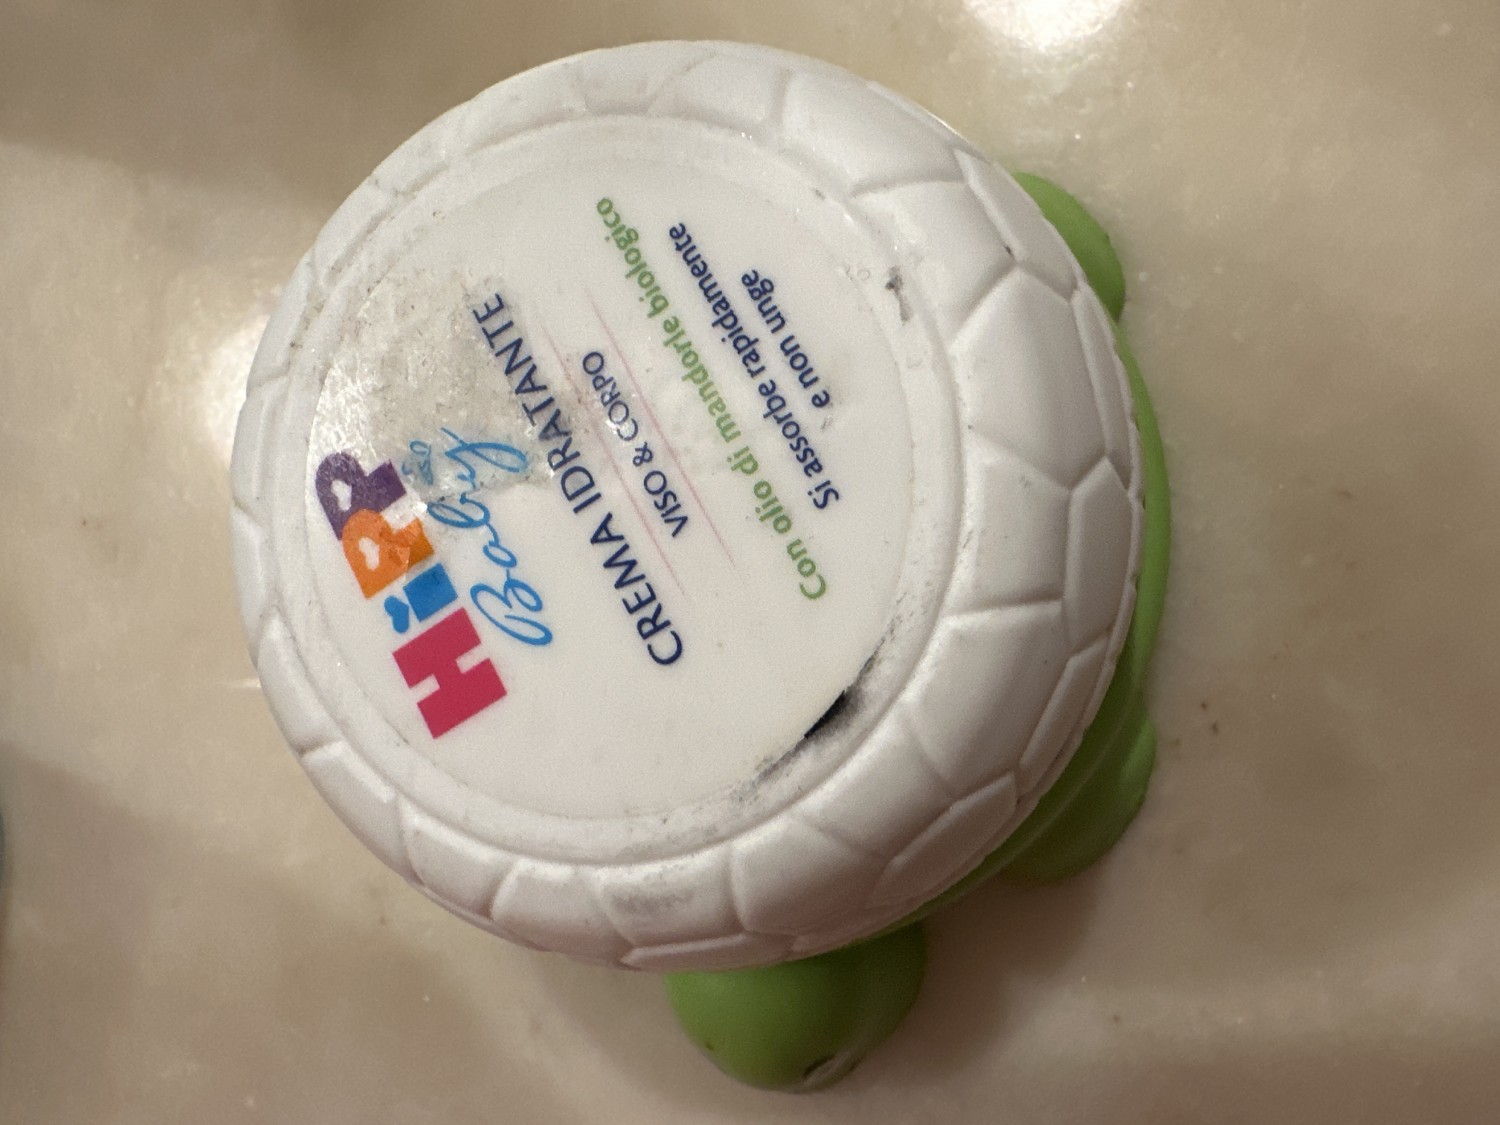 HiPP
Baby
CREMA IDRATANTE
VISO & CORPO
Con olio di mandorle biologico
Si assorbe rapidamente
e non unge